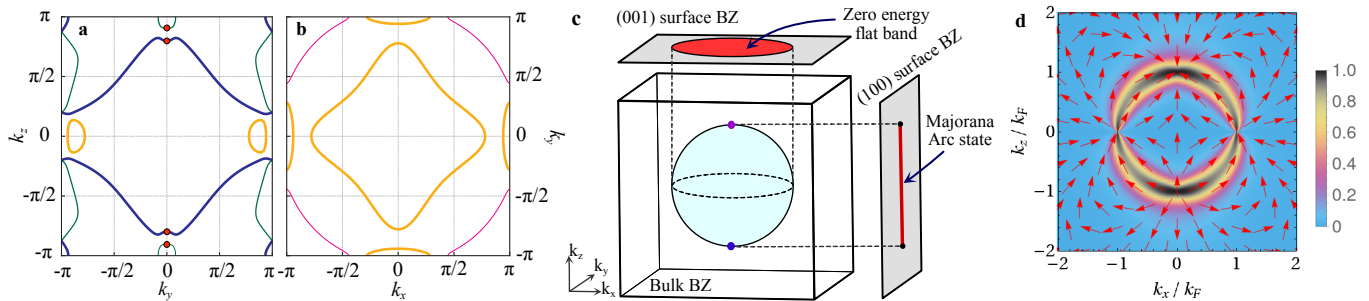 a
π
π/2
0
-π/2
-π
k_z
-π
-π/2
0
π/2
π
k_y
b
π
π/2
0
-π/2
-π
k_y
-π
-π/2
0
π/2
π
k_x
c
(001) surface BZ
Zero energy
flat band
(100) surface BZ
Majorana
Arc state
k_z
k_y
k_x
Bulk BZ
d
2
1
0
-1
-2
k_z / k_F
-2
-1
0
1
2
k_x / k_F
1.0
0.8
0.6
0.4
0.2
0